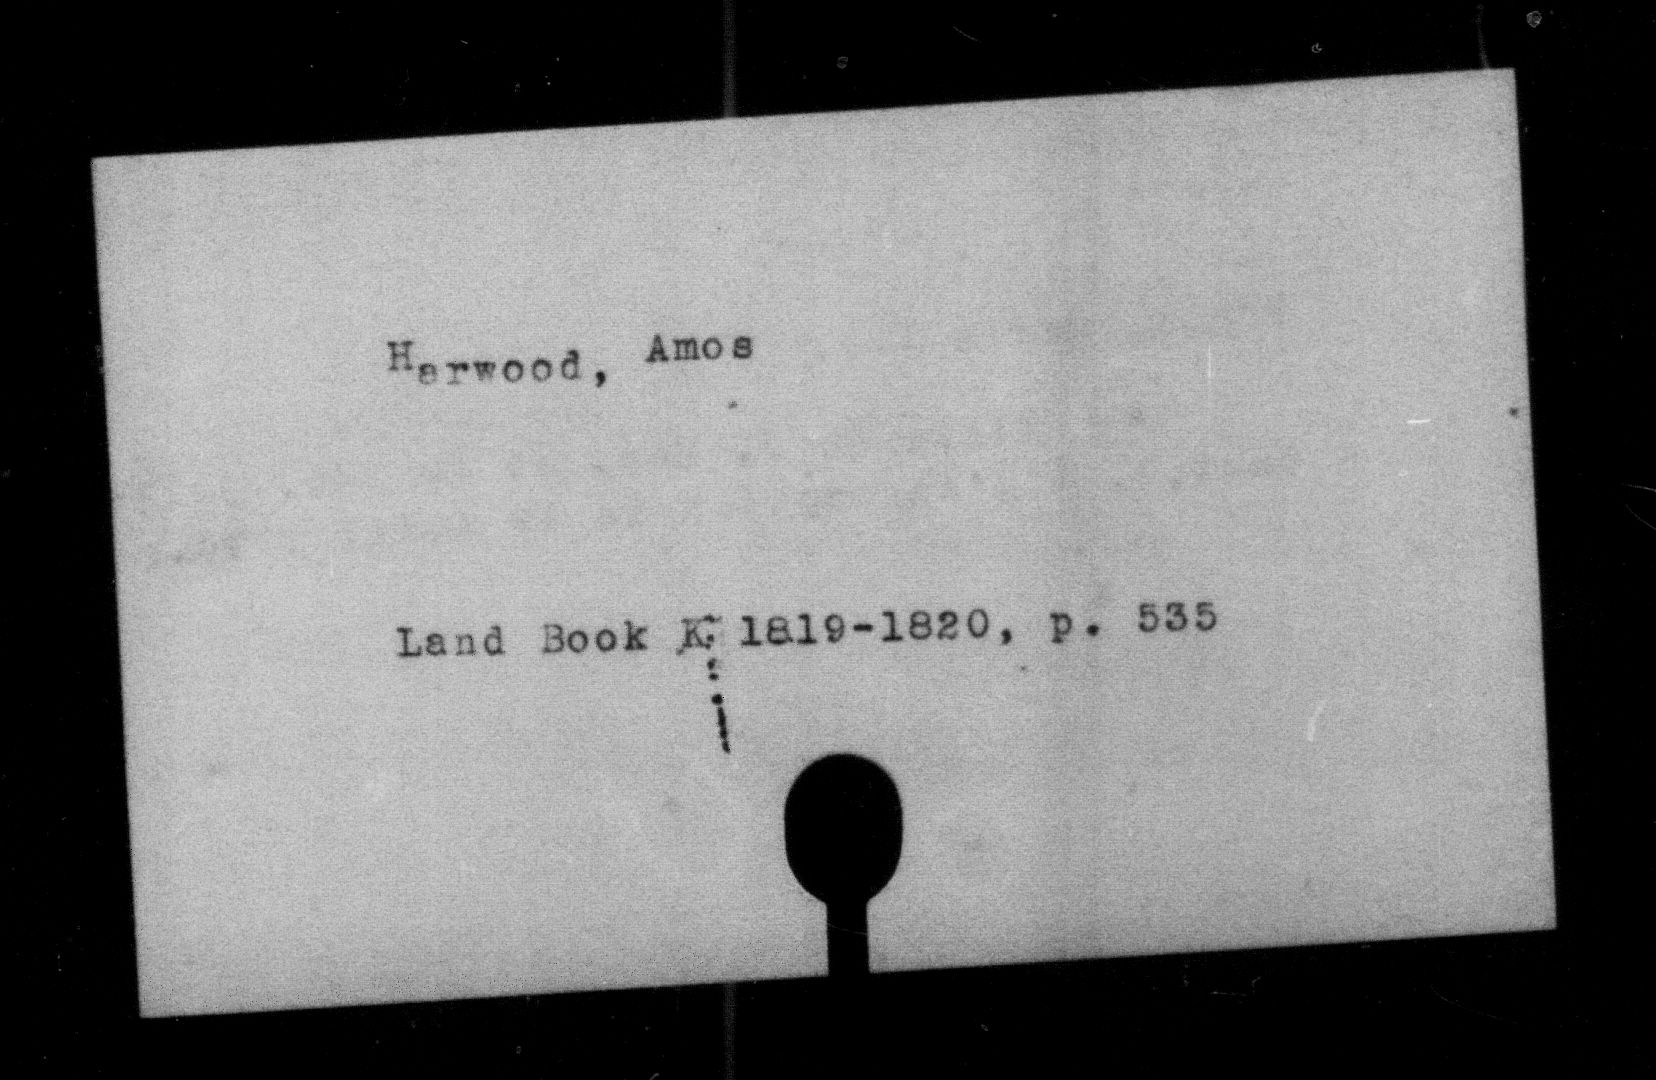 Harwood, Amos
Land Book K, 1819-1820, p. 535